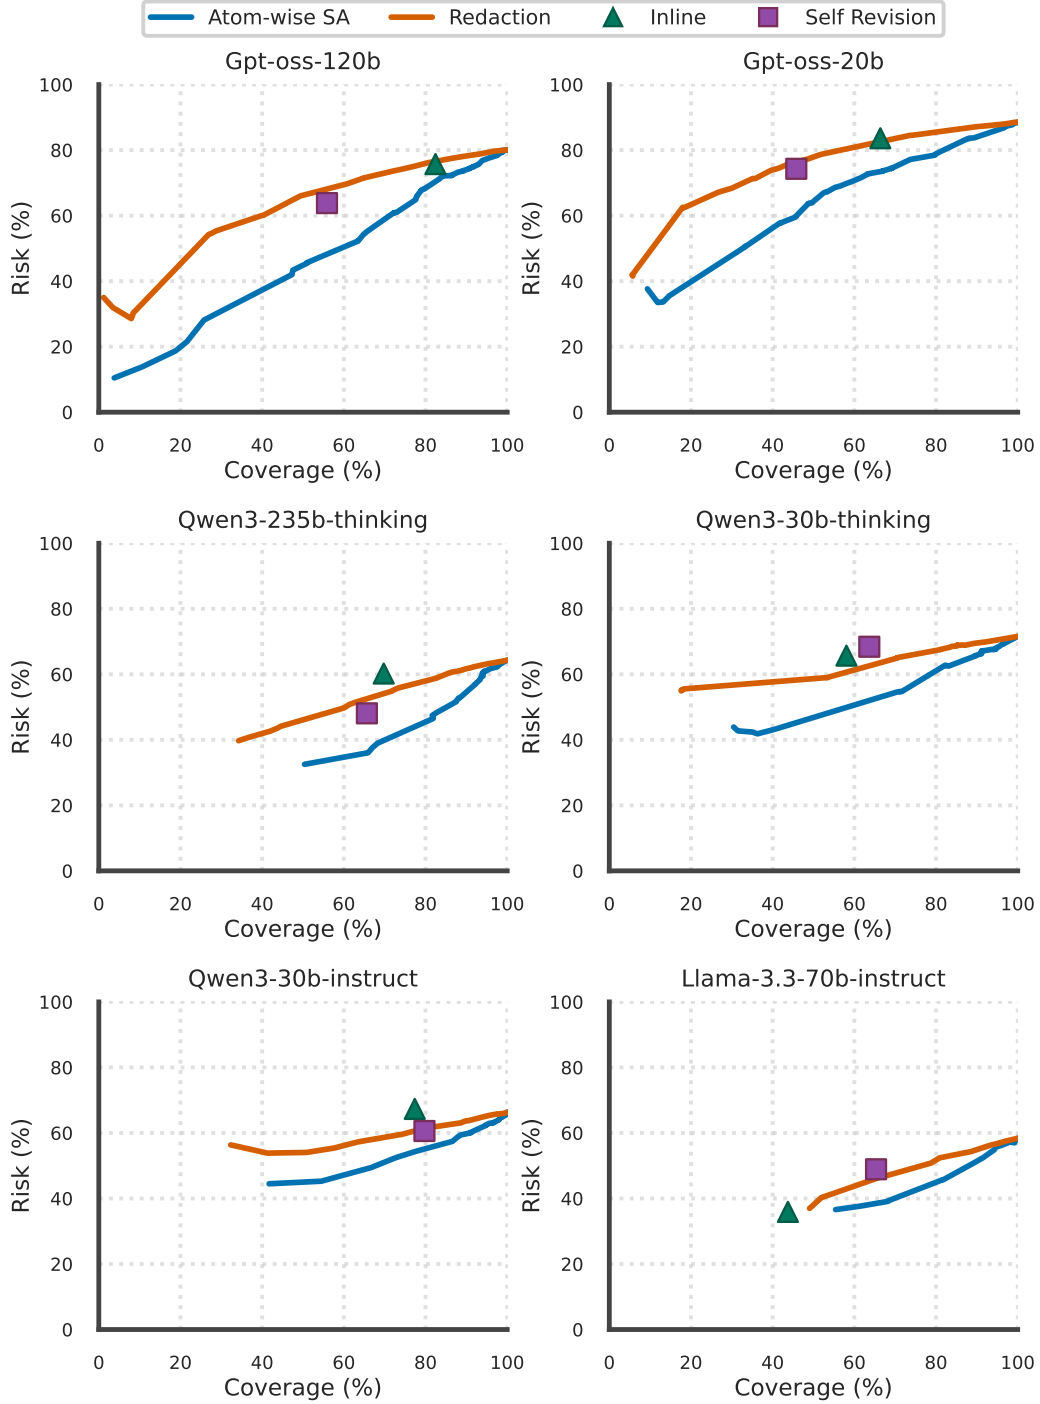 Atom-wise SA Redaction Inline Self Revision
Gpt-oss-120b
100
80
60
40
20
0
Risk (%)
0 20 40 60 80 100
Coverage (%)
Gpt-oss-20b
100
80
60
40
20
0
Risk (%)
0 20 40 60 80 100
Coverage (%)
Qwen3-235b-thinking
100
80
60
40
20
0
Risk (%)
0 20 40 60 80 100
Coverage (%)
Qwen3-30b-thinking
100
80
60
40
20
0
Risk (%)
0 20 40 60 80 100
Coverage (%)
Qwen3-30b-instruct
100
80
60
40
20
0
Risk (%)
0 20 40 60 80 100
Coverage (%)
Llama-3.3-70b-instruct
100
80
60
40
20
0
Risk (%)
0 20 40 60 80 100
Coverage (%)